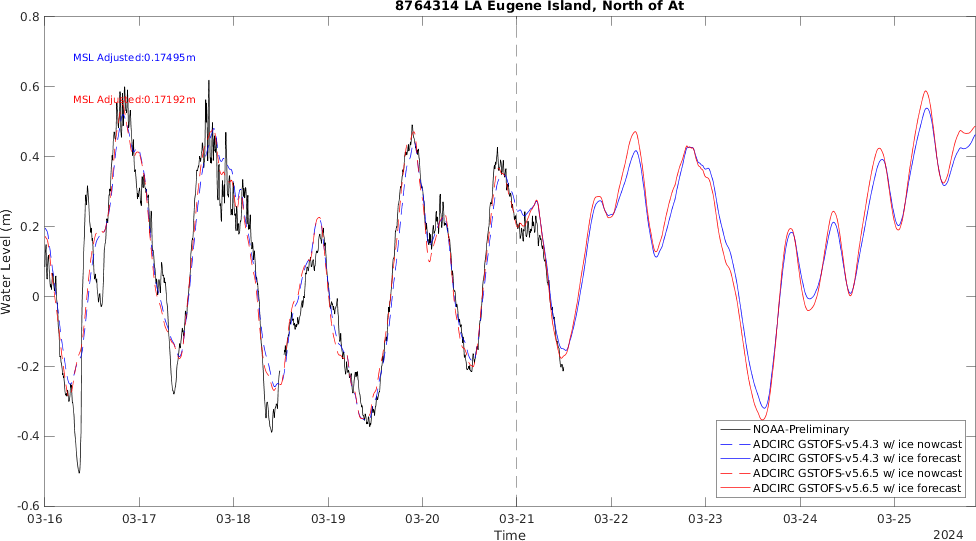 8764314 LA Eugene Island, North of At
0.8
0.6
0.4
0.2
0
-0.2
-0.4
-0.6
Water Level (m)
MSL Adjusted:0.17495m
MSL Adjusted:0.17192m
NOAA-Preliminary
ADCIRC GSTOFS-v5.4.3 w/ ice nowcast
ADCIRC GSTOFS-v5.4.3 w/ ice forecast
ADCIRC GSTOFS-v5.6.5 w/ ice nowcast
ADCIRC GSTOFS-v5.6.5 w/ ice forecast
03-16 03-17 03-18 03-19 03-20 03-21 03-22 03-23 03-24 03-25
Time
2024